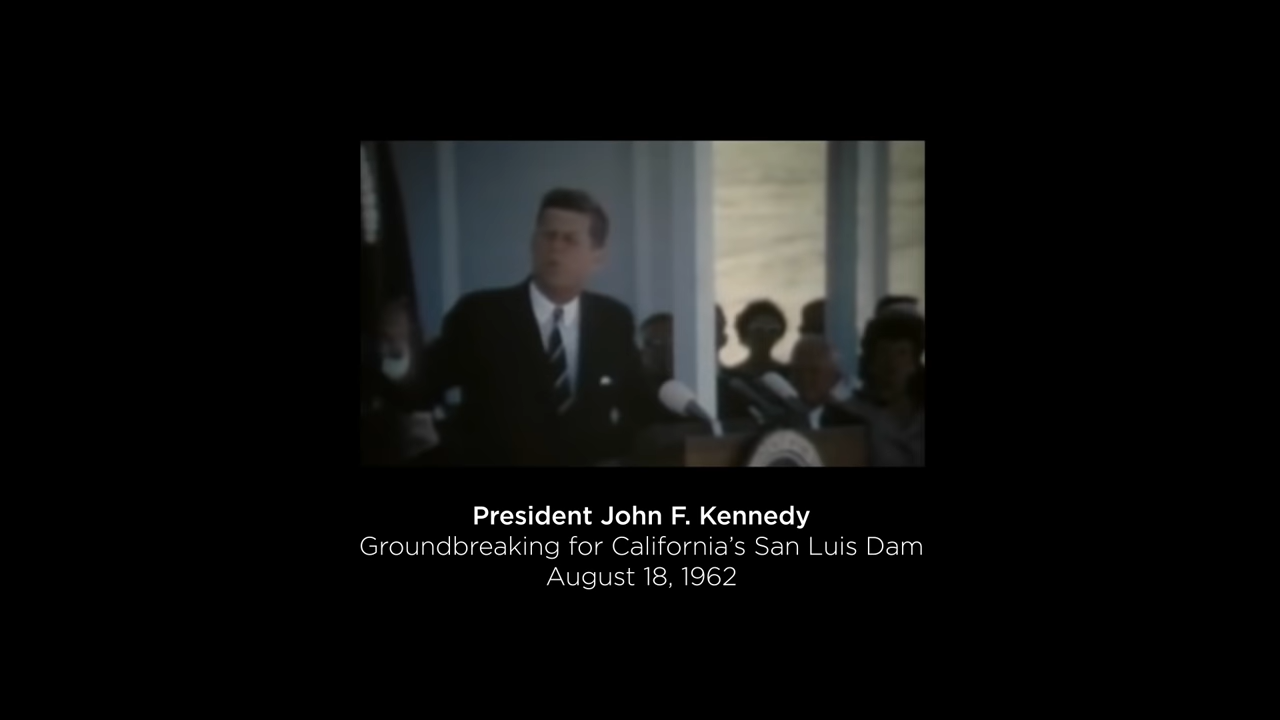 President John F. Kennedy
Groundbreaking for California’s San Luis Dam
August 18, 1962